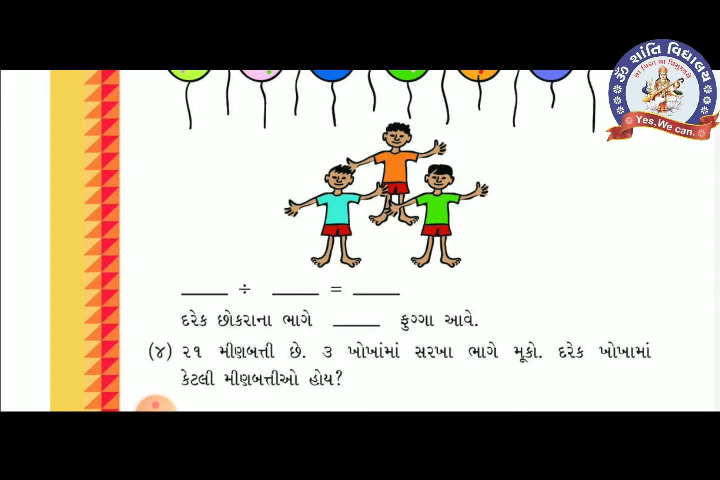 ૐ શાંતિ વિદ્યાલય
Yes, We can.
____ ÷ ____ = ____
દરેક છોકરાના ભાગે ____ ફુગ્ગા આવે.
(૪) ૨૧ મીણબત્તી છે. ૩ ખોખાંમાં સરખા ભાગે મૂકો. દરેક ખોખામાં
કેટલી મીણબત્તીઓ હોય?